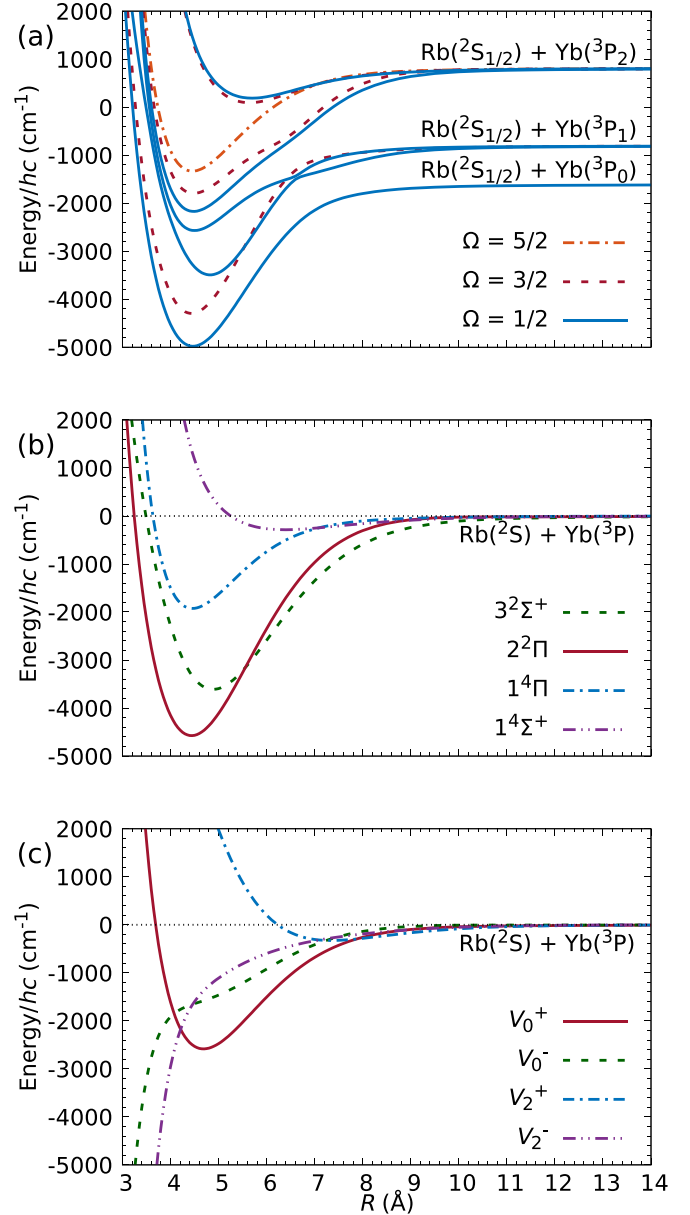 (a)
2000
1000
0
-1000
-2000
-3000
-4000
-5000
Energy/hc (cm⁻¹)
Rb(²S₁/₂) + Yb(³P₂)
Rb(²S₁/₂) + Yb(³P₁)
Rb(²S₁/₂) + Yb(³P₀)
Ω = 5/2
Ω = 3/2
Ω = 1/2
(b)
2000
1000
0
-1000
-2000
-3000
-4000
-5000
Energy/hc (cm⁻¹)
Rb(²S) + Yb(³P)
3²Σ⁺
2²Π
1⁴Π
1⁴Σ⁺
(c)
2000
1000
0
-1000
-2000
-3000
-4000
-5000
Energy/hc (cm⁻¹)
Rb(²S) + Yb(³P)
V₀⁺
V₀⁻
V₂⁺
V₂⁻
3 4 5 6 7 8 9 10 11 12 13 14
R (Å)